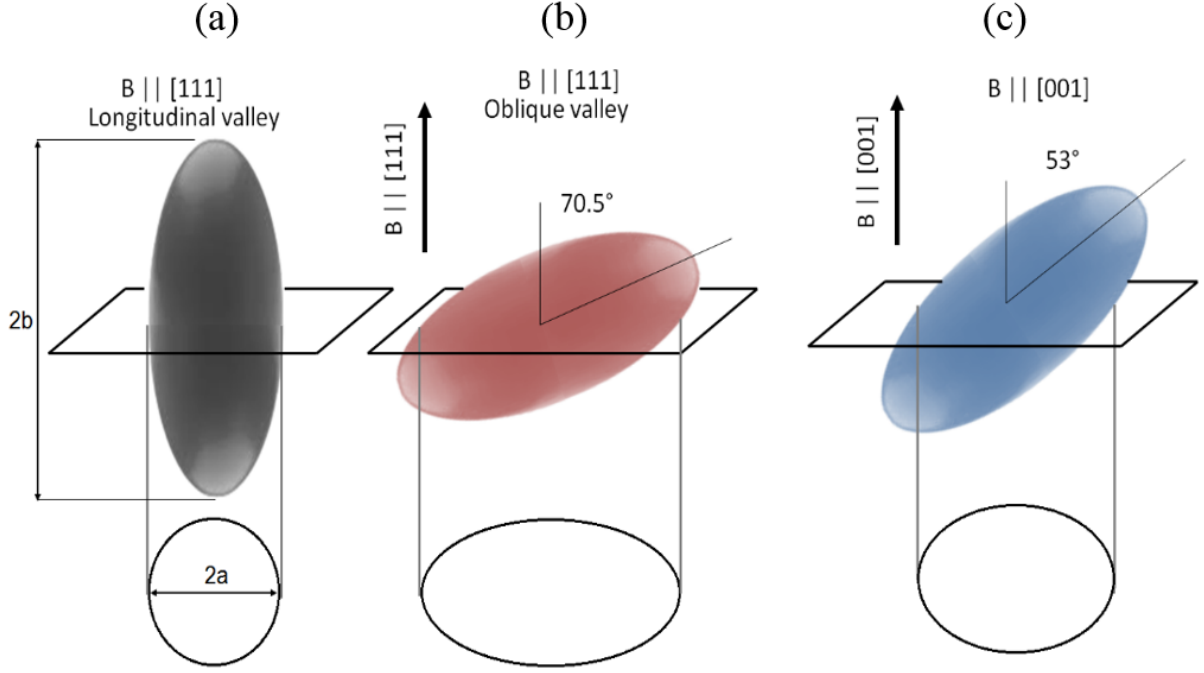 (a)
B || [111]
Longitudinal valley
2b
2a
(b)
B || [111]
Oblique valley
B || [111]
70.5°
(c)
B || [001]
B || [001]
53°